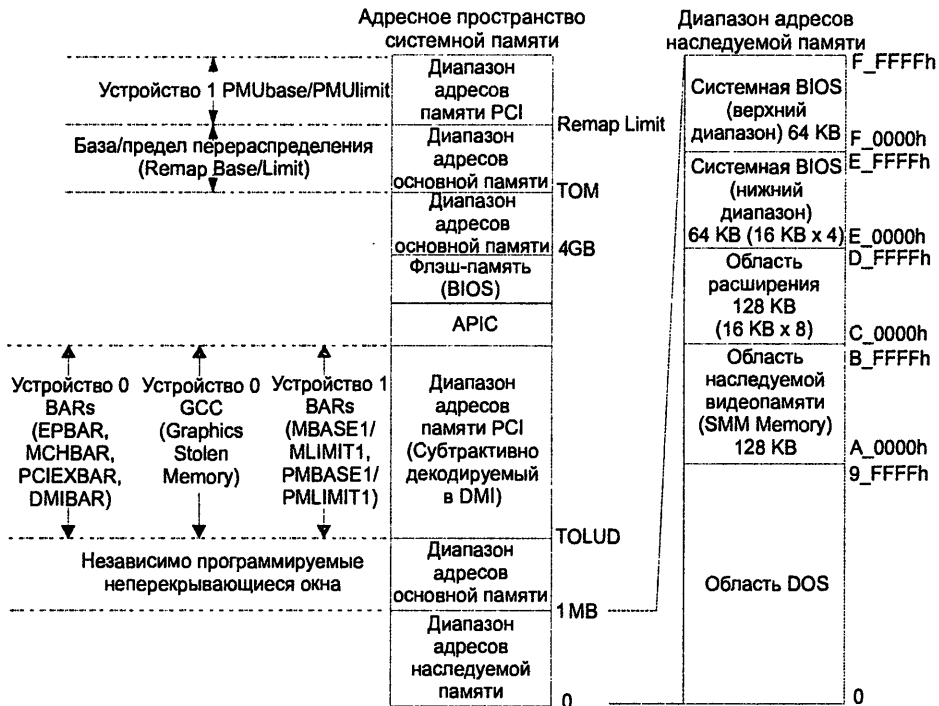 Адресное пространство
системной памяти
Диапазон адресов
наследуемой памяти
Устройство 1 PMUbase/PMUlimit
База/предел перераспределения
(Remap Base/Limit)
Устройство 0
BARs
(EPBAR,
MCHBAR,
PCIEXBAR,
DMIBAR)
Устройство 0
GCC
(Graphics
Stolen
Memory)
Устройство 1
BARs
(MBASE1/
MLIMIT1,
PMBASE1/
PMLIMIT1)
Независимо программируемые
неперекрывающиеся окна
Диапазон
адресов
памяти PCI
Remap Limit
Диапазон
адресов
основной памяти
TOM
Диапазон
адресов
основной памяти
4GB
Флэш-память
(BIOS)
APIC
Диапазон
адресов
памяти PCI
(Субтрактивно
декодируемый
в DMI)
TOLUD
Диапазон
адресов
основной памяти
1 MB
Диапазон
адресов
наследуемой
памяти
0
F_FFFFh
Системная BIOS
(верхний
диапазон) 64 KB
F_0000h
E_FFFFh
Системная BIOS
(нижний
диапазон)
64 KB (16 KB x 4)
E_0000h
D_FFFFh
Область
расширения
128 KB
(16 KB x 8)
C_0000h
B_FFFFh
Область
наследуемой
видеопамяти
(SMM Memory)
128 KB
A_0000h
9_FFFFh
Область DOS
0